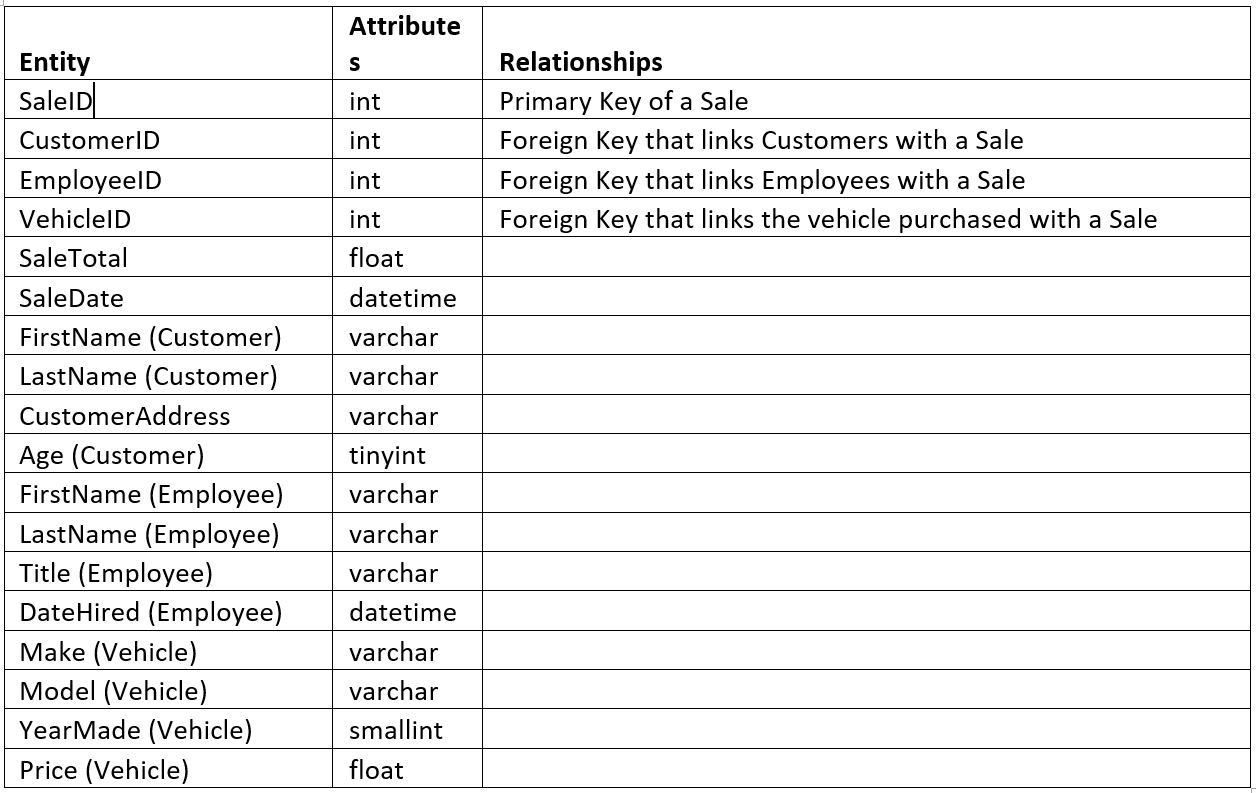 Entity Attributes Relationships
SaleID int Primary Key of a Sale
CustomerID int Foreign Key that links Customers with a Sale
EmployeeID int Foreign Key that links Employees with a Sale
VehicleID int Foreign Key that links the vehicle purchased with a Sale
SaleTotal float
SaleDate datetime
FirstName (Customer) varchar
LastName (Customer) varchar
CustomerAddress varchar
Age (Customer) tinyint
FirstName (Employee) varchar
LastName (Employee) varchar
Title (Employee) varchar
DateHired (Employee) datetime
Make (Vehicle) varchar
Model (Vehicle) varchar
YearMade (Vehicle) smallint
Price (Vehicle) float